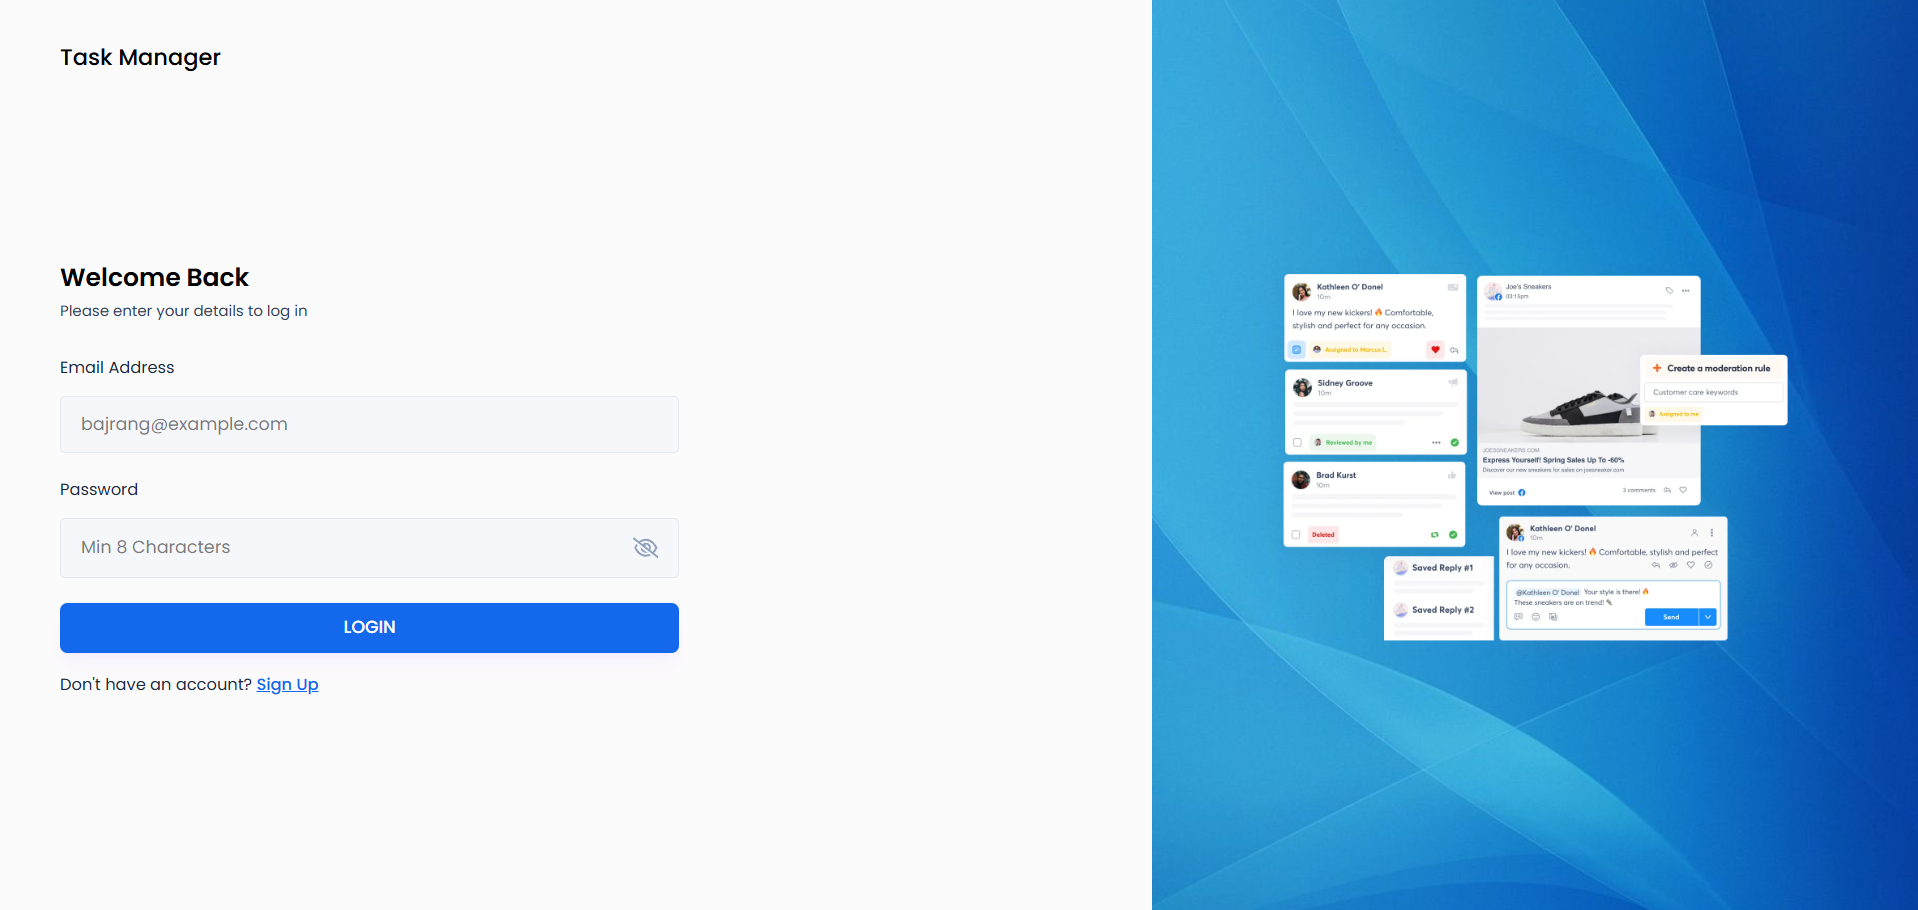 Task Manager
Welcome Back
Please enter your details to log in
Email Address
bajrang@example.com
Password
Min 8 Characters
LOGIN
Don't have an account? Sign Up
Kathleen O' Donel
10m
I love my new kickers! 🔥 Comfortable,
stylish and perfect for any occasion.
Assigned to Marcus L.
Sidney Groove
10m
Reviewed by me
Brad Kurst
10m
Deleted
Joe's Sneakers
03:15pm
Create a moderation rule
Customer care keywords
Assigned to me
JOESSNEAKERS.COM
Express Yourself! Spring Sales Up To -60%
Discover our new sneakers for sales on joesneaker.com
View post
3 comments
Saved Reply #1
Saved Reply #2
Kathleen O' Donel
10m
I love my new kickers! 🔥 Comfortable, stylish and perfect
for any occasion.
@Kathleen O' Donel Your style is there! 🔥
These sneakers are on trend!
Send